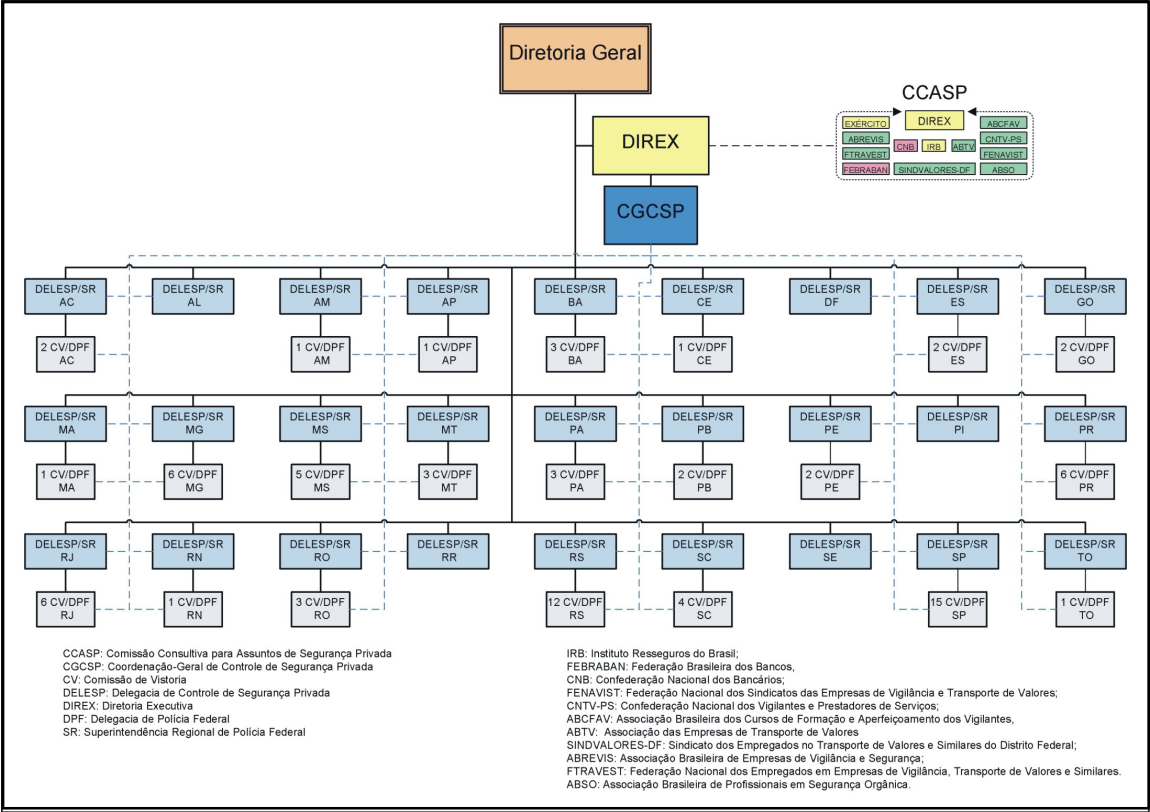 Diretoria Geral
CCASP
DIREX
EXÉRCITO
DIREX
ABCFAV
ABREVIS
CNB
IRB
ABTV
CNTV-PS
FTRAVEST
FENAVIST
FEBRABAN
SINDVALORES-DF
ABSO
CGCSP
DELESP/SR
AC
DELESP/SR
AL
DELESP/SR
AM
DELESP/SR
AP
DELESP/SR
BA
DELESP/SR
CE
DELESP/SR
DF
DELESP/SR
ES
DELESP/SR
GO
2 CV/DPF
AC
1 CV/DPF
AM
1 CV/DPF
AP
3 CV/DPF
BA
1 CV/DPF
CE
2 CV/DPF
ES
2 CV/DPF
GO
DELESP/SR
MA
DELESP/SR
MG
DELESP/SR
MS
DELESP/SR
MT
DELESP/SR
PA
DELESP/SR
PB
DELESP/SR
PE
DELESP/SR
PI
DELESP/SR
PR
1 CV/DPF
MA
6 CV/DPF
MG
5 CV/DPF
MS
3 CV/DPF
MT
3 CV/DPF
PA
2 CV/DPF
PB
2 CV/DPF
PE
6 CV/DPF
PR
DELESP/SR
RJ
DELESP/SR
RN
DELESP/SR
RO
DELESP/SR
RR
DELESP/SR
RS
DELESP/SR
SC
DELESP/SR
SE
DELESP/SR
SP
DELESP/SR
TO
6 CV/DPF
RJ
1 CV/DPF
RN
3 CV/DPF
RO
12 CV/DPF
RS
4 CV/DPF
SC
15 CV/DPF
SP
1 CV/DPF
TO
CCASP: Comissão Consultiva para Assuntos de Segurança Privada
CGCSP: Coordenação-Geral de Controle de Segurança Privada
CV: Comissão de Vistoria
DELESP: Delegacia de Controle de Segurança Privada
DIREX: Diretoria Executiva
DPF: Delegacia de Polícia Federal
SR: Superintendência Regional de Polícia Federal
IRB: Instituto Resseguros do Brasil;
FEBRABAN: Federação Brasileira dos Bancos,
CNB: Confederação Nacional dos Bancários;
FENAVIST: Federação Nacional dos Sindicatos das Empresas de Vigilância e Transporte de Valores;
CNTV-PS: Confederação Nacional dos Vigilantes e Prestadores de Serviços;
ABCFAV: Associação Brasileira dos Cursos de Formação e Aperfeiçoamento dos Vigilantes,
ABTV: Associação das Empresas de Transporte de Valores
SINDVALORES-DF: Sindicato dos Empregados no Transporte de Valores e Similares do Distrito Federal;
ABREVIS: Associação Brasileira de Empresas de Vigilância e Segurança;
FTRAVEST: Federação Nacional dos Empregados em Empresas de Vigilância, Transporte de Valores e Similares.
ABSO: Associação Brasileira de Profissionais em Segurança Orgânica.